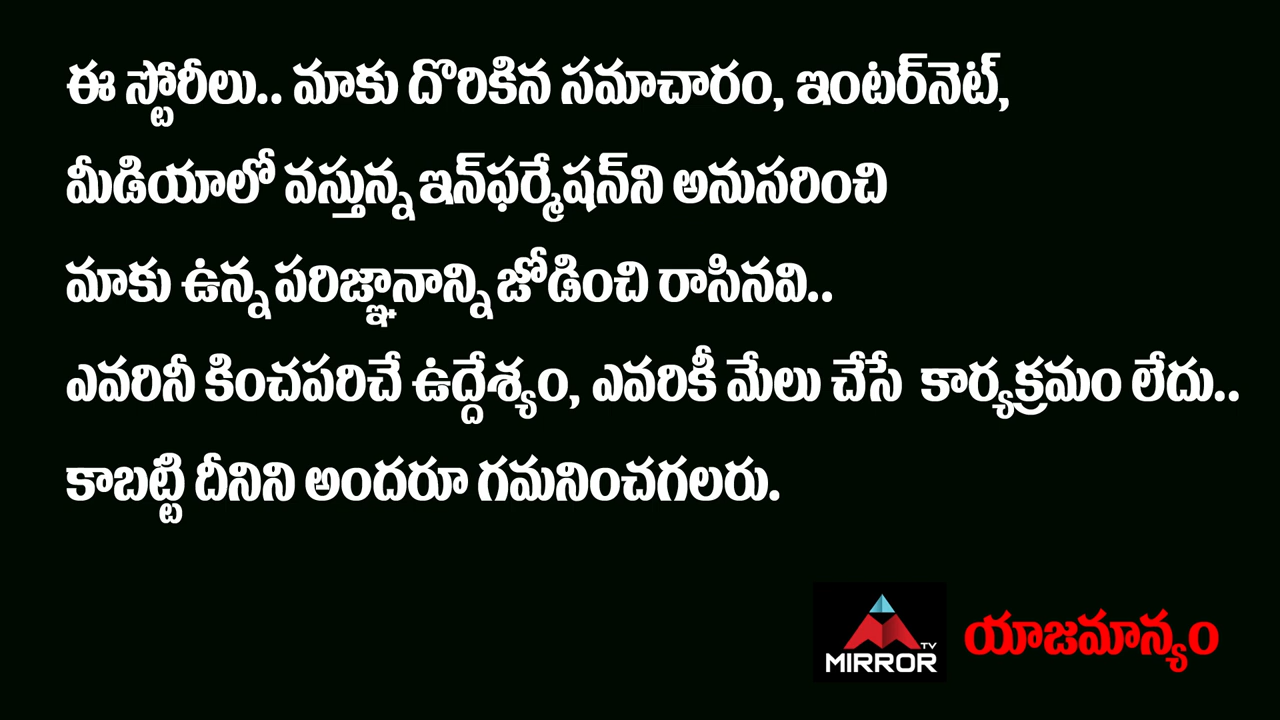 ఈ స్టోరీలు.. మాకు దొరికిన సమాచారం, ఇంటర్‌నెట్,
మీడియాలో వస్తున్న ఇన్‌ఫర్మేషన్‌ని అనుసరించి
మాకు ఉన్న పరిజ్ఞానాన్ని జోడించి రాసినవి..
ఎవరినీ కించపరిచే ఉద్దేశ్యం, ఎవరికీ మేలు చేసే కార్యక్రమం లేదు..
కాబట్టి దీనిని అందరూ గమనించగలరు.
TV
MIRROR
యాజమాన్యం